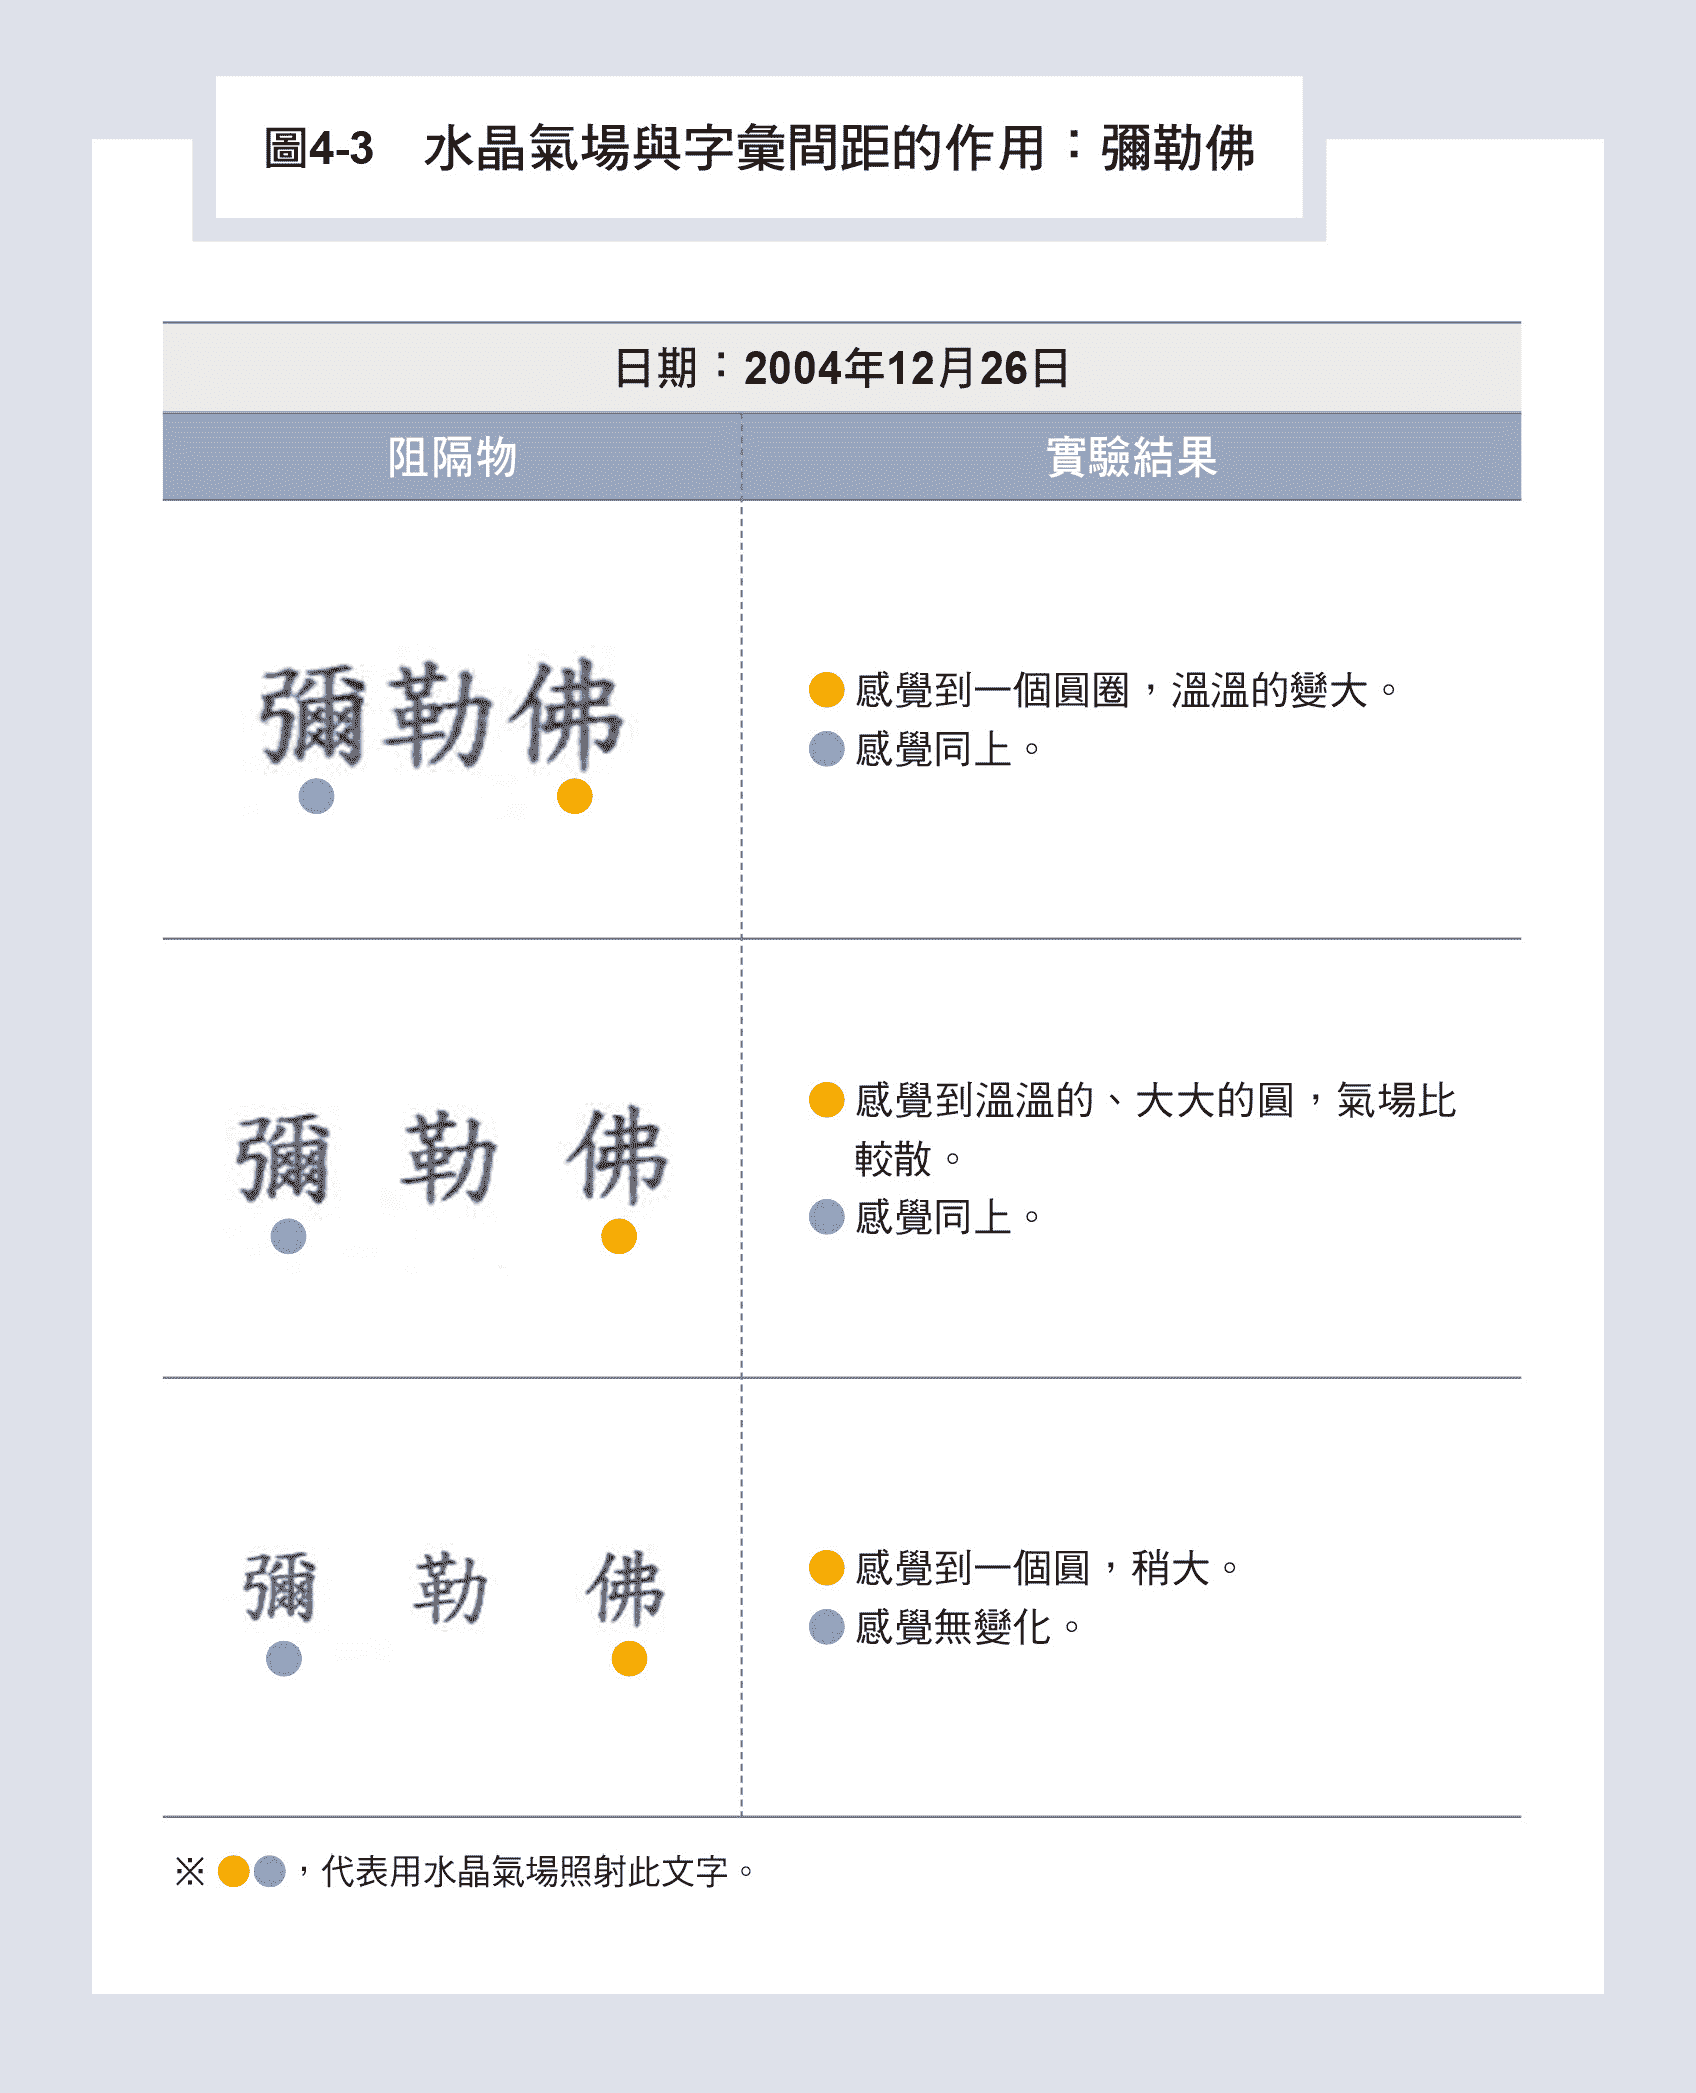 圖4-3　水晶氣場與字彙間距的作用：彌勒佛
日期：2004年12月26日
阻隔物
實驗結果
彌勒佛
感覺到一個圓圈，溫溫的變大。
感覺同上。
彌 勒 佛
感覺到溫溫的、大大的圓，氣場比
較散。
感覺同上。
彌 勒 佛
感覺到一個圓，稍大。
感覺無變化。
※ ，代表用水晶氣場照射此文字。